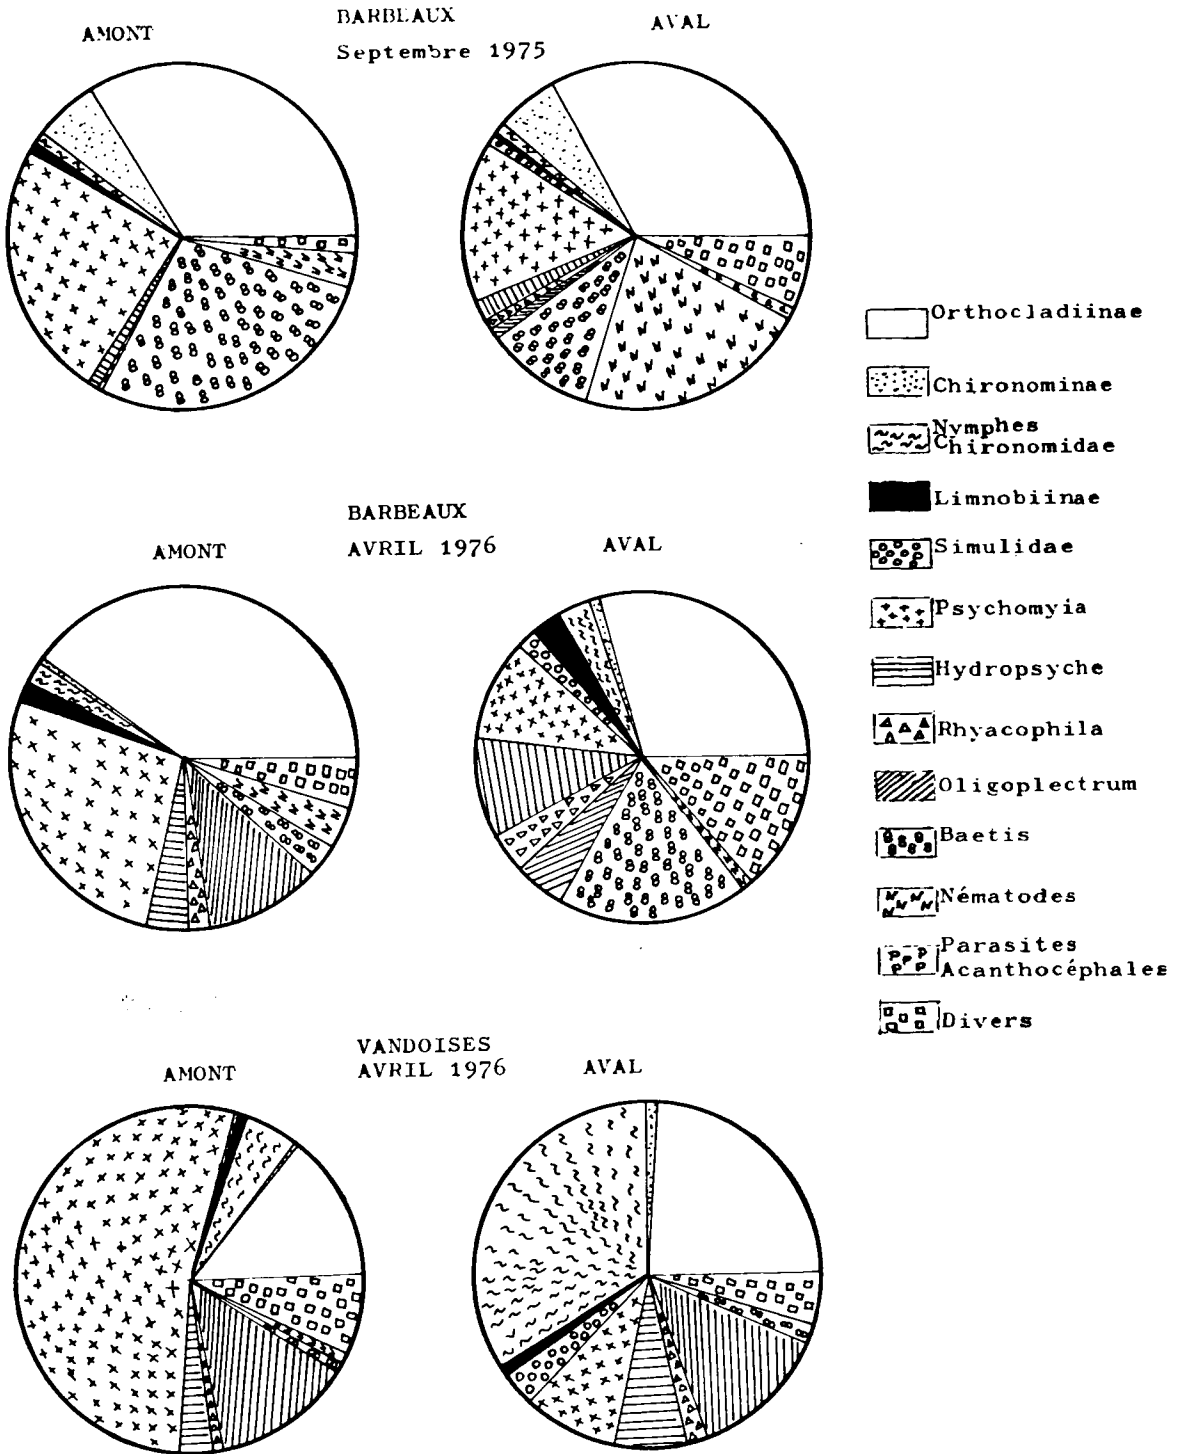 AMONT
BARBEAUX
Septembre 1975
AVAL
Orthocladiinae
Chironominae
Nymphes
Chironomidae
Limnobiinae
Simulidae
Psychomyia
Hydropsyche
Rhyacophila
Oligoplectrum
Baetis
Nématodes
Parasites
Acanthocéphales
Divers
BARBEAUX
AVRIL 1976
AMONT
AVAL
VANDOISES
AVRIL 1976
AMONT
AVAL